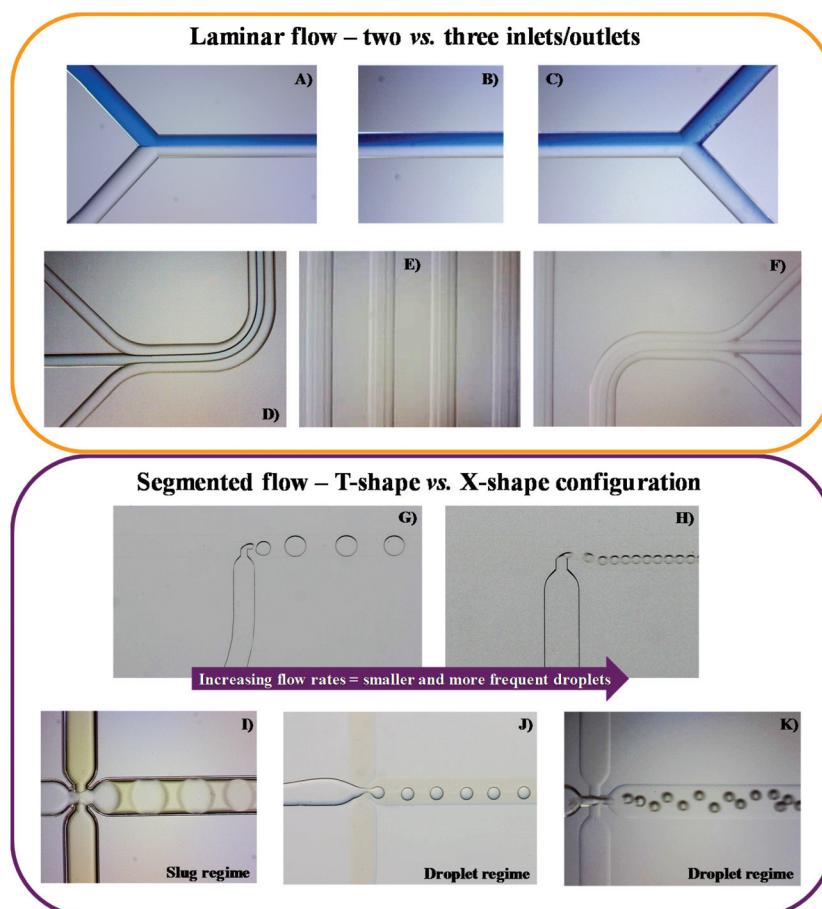 Laminar flow – two vs. three inlets/outlets
A)
B)
C)
D)
E)
F)
Segmented flow – T-shape vs. X-shape configuration
G)
H)
Increasing flow rates = smaller and more frequent droplets
I)
J)
K)
Slug regime
Droplet regime
Droplet regime